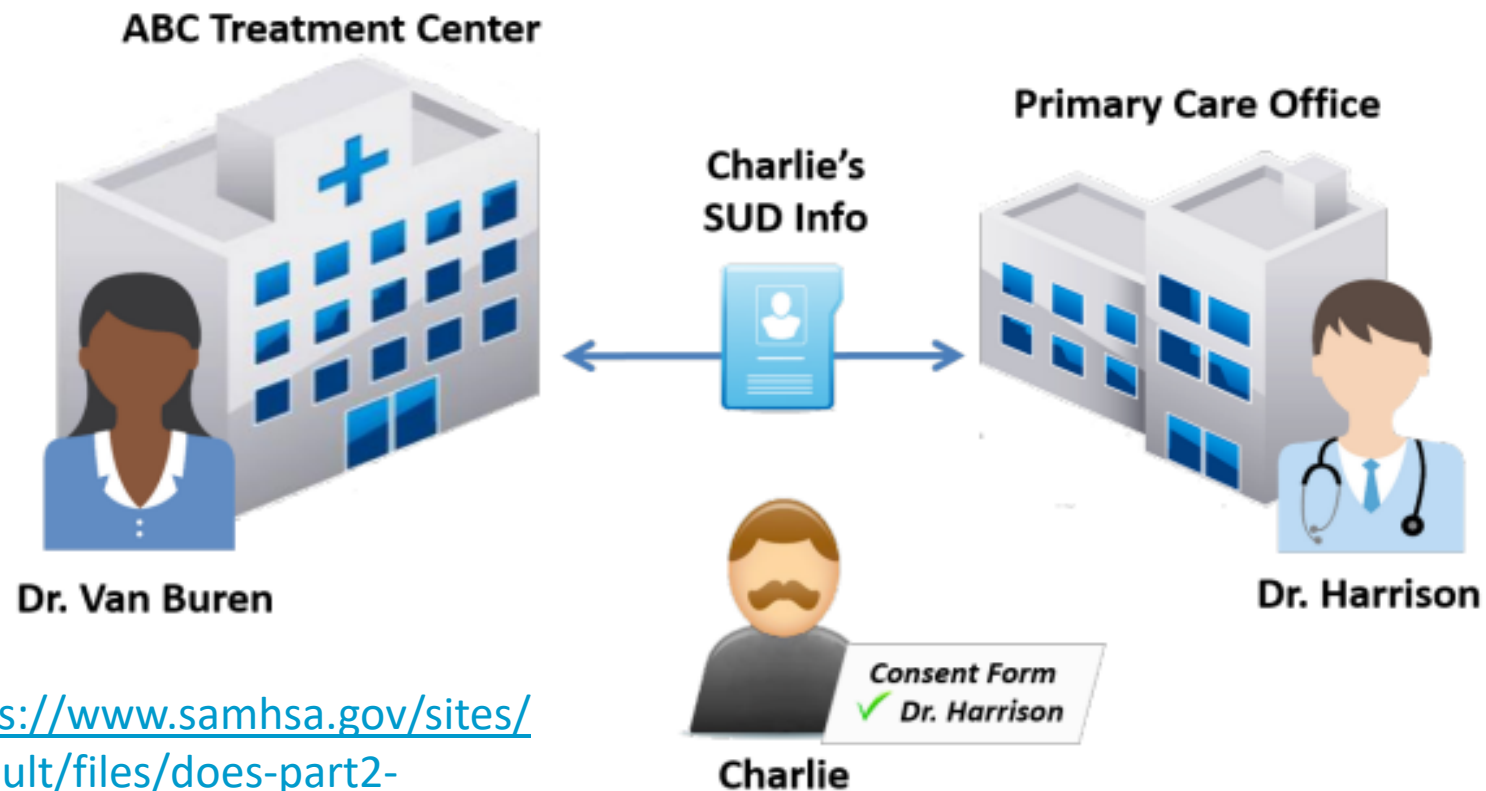 ABC Treatment Center
Primary Care Office
Charlie's
SUD Info
Dr. Van Buren
Dr. Harrison
Consent Form
✓ Dr. Harrison
Charlie
s://www.samhsa.gov/sites/
ult/files/does-part2-